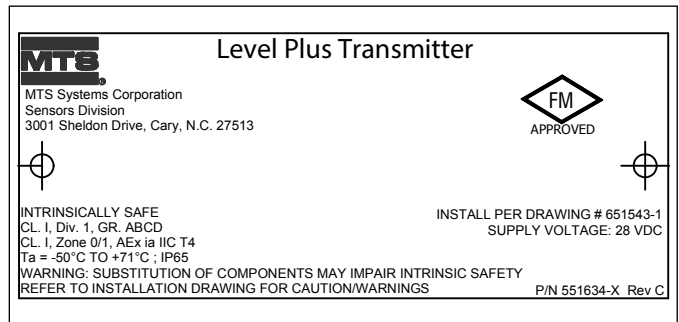 Level Plus Transmitter
MTS
®
MTS Systems Corporation
Sensors Division
3001 Sheldon Drive, Cary, N.C. 27513
FM
APPROVED
INTRINSICALLY SAFE
CL. I, Div. 1, GR. ABCD
CL. I, Zone 0/1, AEx ia IIC T4
Ta = -50°C TO +71°C ; IP65
INSTALL PER DRAWING # 651543-1
SUPPLY VOLTAGE: 28 VDC
WARNING: SUBSTITUTION OF COMPONENTS MAY IMPAIR INTRINSIC SAFETY
REFER TO INSTALLATION DRAWING FOR CAUTION/WARNINGS
P/N 551634-X Rev C